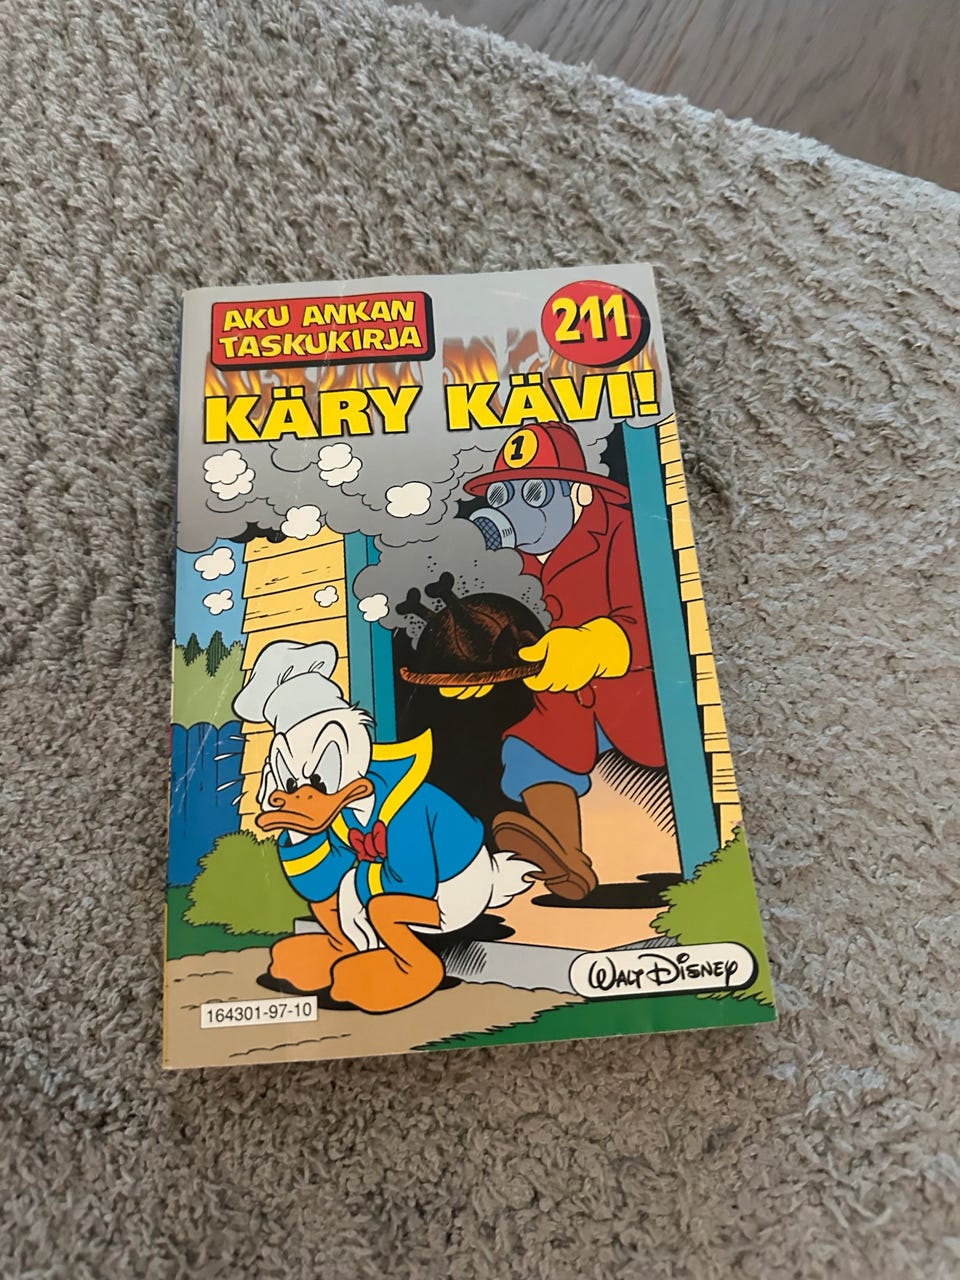 AKU ANKAN
TASKUKIRJA
211
KÄRY KÄVI!
1
WALT DISNEY
164301-97-10